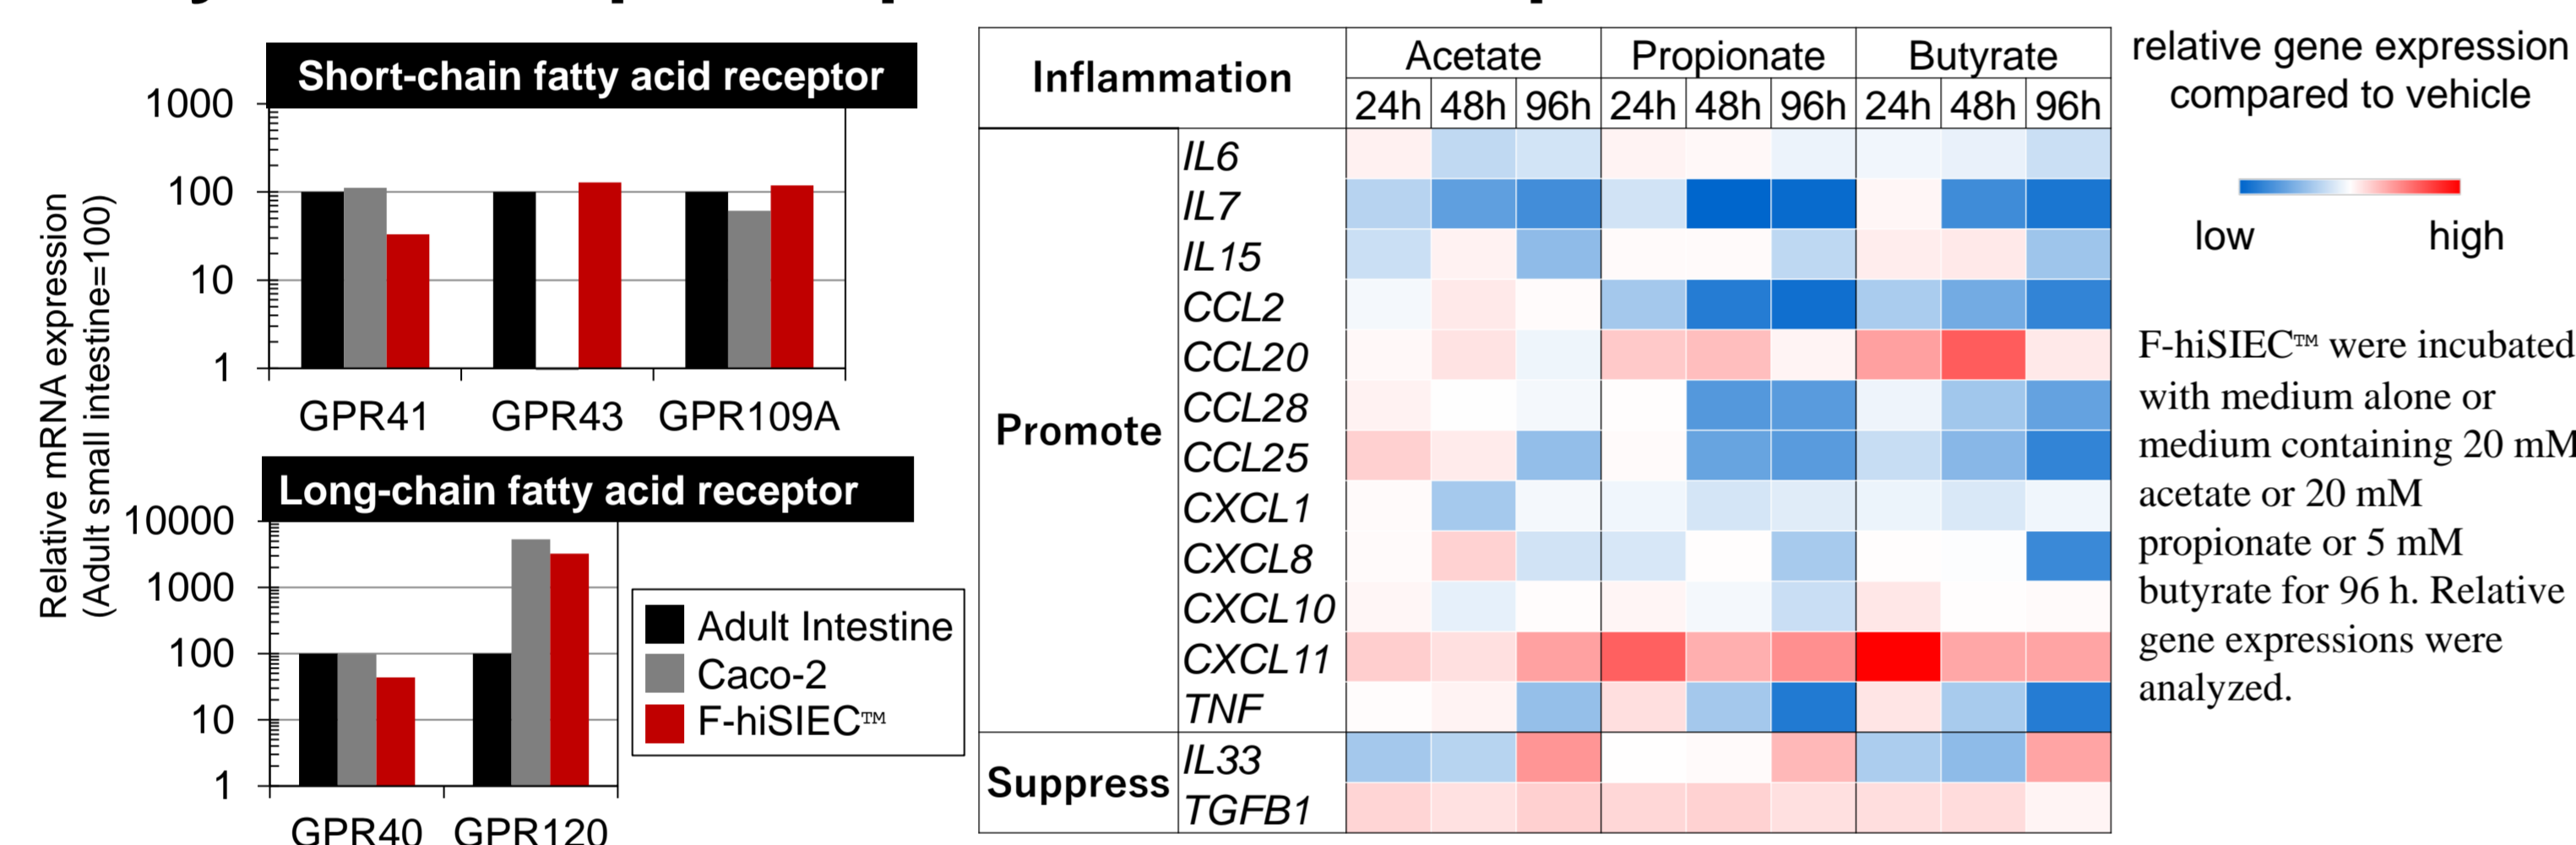 Short-chain fatty acid receptor
Relative mRNA expression
(Adult small intestine=100)
1000
100
10
1
GPR41 GPR43 GPR109A
Long-chain fatty acid receptor
10000
1000
100
10
1
GPR40 GPR120
Adult Intestine
Caco-2
F-hiSIEC™
Inflammation Acetate Propionate Butyrate
24h 48h 96h 24h 48h 96h 24h 48h 96h
Promote
IL6
IL7
IL15
CCL2
CCL20
CCL28
CCL25
CXCL1
CXCL8
CXCL10
CXCL11
TNF
Suppress
IL33
TGFB1
relative gene expression
compared to vehicle
low high
F-hiSIEC™ were incubated
with medium alone or
medium containing 20 mM
acetate or 20 mM
propionate or 5 mM
butyrate for 96 h. Relative
gene expressions were
analyzed.